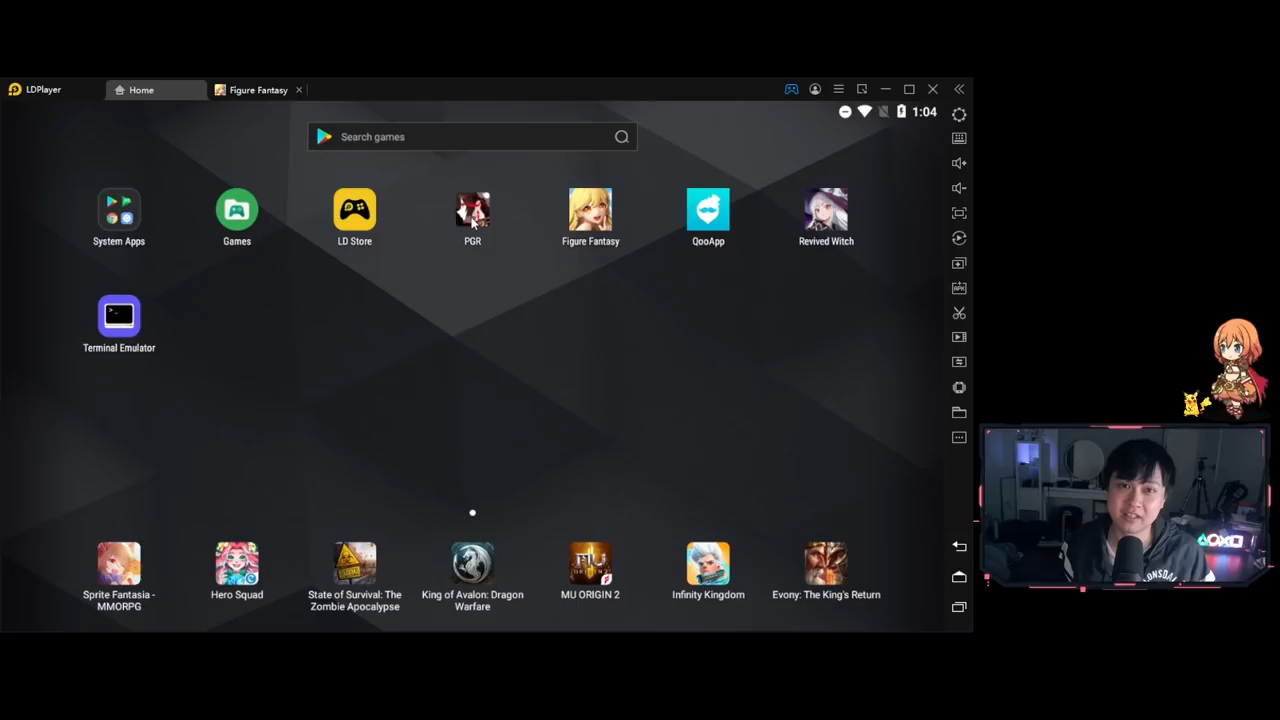 LDPlayer
Home
Figure Fantasy
1:04
Search games
System Apps
Games
LD Store
PGR
Figure Fantasy
QooApp
Revived Witch
Terminal Emulator
Sprite Fantasia -
MMORPG
Hero Squad
State of Survival: The
Zombie Apocalypse
King of Avalon: Dragon
Warfare
MU ORIGIN 2
Infinity Kingdom
Evony: The King's Return